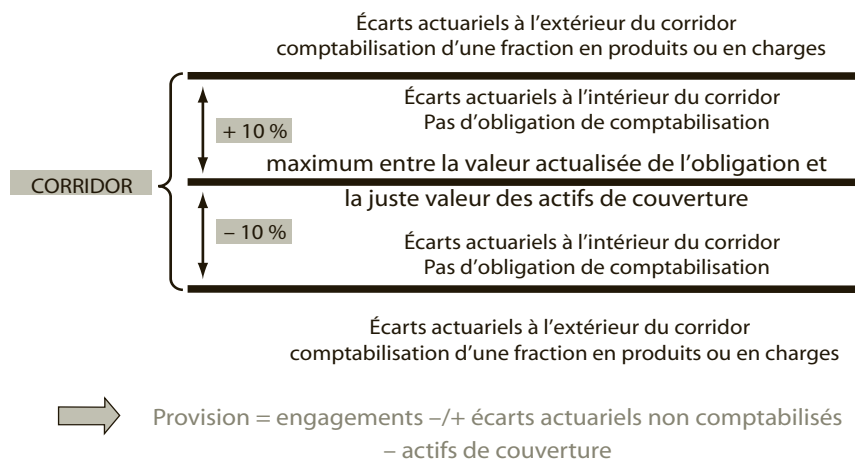 Écarts actuariels à l’extérieur du corridor
comptabilisation d’une fraction en produits ou en charges
Écarts actuariels à l’intérieur du corridor
+ 10 %
Pas d’obligation de comptabilisation
maximum entre la valeur actualisée de l’obligation et
CORRIDOR
la juste valeur des actifs de couverture
– 10 %
Écarts actuariels à l’intérieur du corridor
Pas d’obligation de comptabilisation
Écarts actuariels à l’extérieur du corridor
comptabilisation d’une fraction en produits ou en charges
Provision = engagements –/+ écarts actuariels non comptabilisés
– actifs de couverture